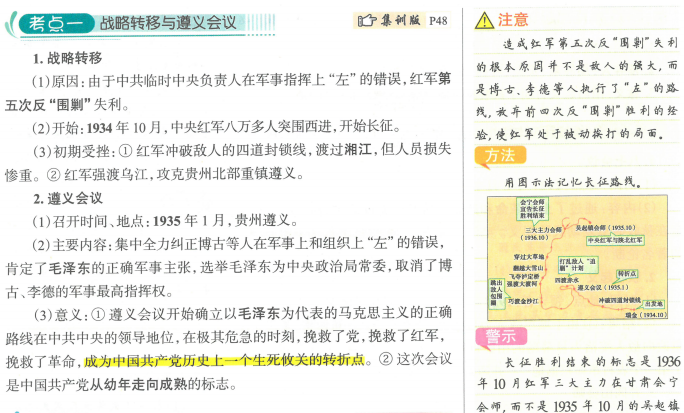 考点一 战略转移与遵义会议
集训版 P48
1. 战略转移
(1)原因：由于中共临时中央负责人在军事指挥上“左”的错误，红军第
五次反“围剿”失利。
(2)开始：1934 年 10 月，中央红军八万多人突围西进，开始长征。
(3)初期受挫：① 红军冲破敌人的四道封锁线，渡过湘江，但人员损失
惨重。② 红军强渡乌江，攻克贵州北部重镇遵义。
2. 遵义会议
(1)召开时间、地点：1935 年 1 月，贵州遵义。
(2)主要内容：集中全力纠正博古等人在军事上和组织上“左”的错误，
肯定了毛泽东的正确军事主张，选举毛泽东为中央政治局常委，取消了博
古、李德的军事最高指挥权。
(3)意义：① 遵义会议开始确立以毛泽东为代表的马克思主义的正确
路线在中共中央的领导地位，在极其危急的时刻，挽救了党，挽救了红军，
挽救了革命，成为中国共产党历史上一个生死攸关的转折点。② 这次会议
是中国共产党从幼年走向成熟的标志。
注意
造成红军第五次反“围剿”失利
的根本原因并不是敌人的强大，而
是博古、李德等人执行了“左”的路
线，放弃前四次反“围剿”胜利的经
验，使红军处于被动挨打的局面。
方法
用图示法记忆长征路线。
会宁会师
宣告长征
胜利结束
三大主力会师
(1936.10)
吴起镇会师 (1935.10)
中央红军与陕北红军
穿过大草地
翻越大雪山
飞夺泸定桥
强渡大渡河
打乱敌人“追
剿”计划
四渡赤水
转折点
遵义会议 (1935.1)
跳出
敌人
包围
圈
巧渡金沙江
冲破四道封锁线
出发地
瑞金 (1934.10)
警示
长征胜利结束的标志是 1936
年 10 月红军三大主力在甘肃会宁
会师，而不是 1935 年 10 月的吴起镇